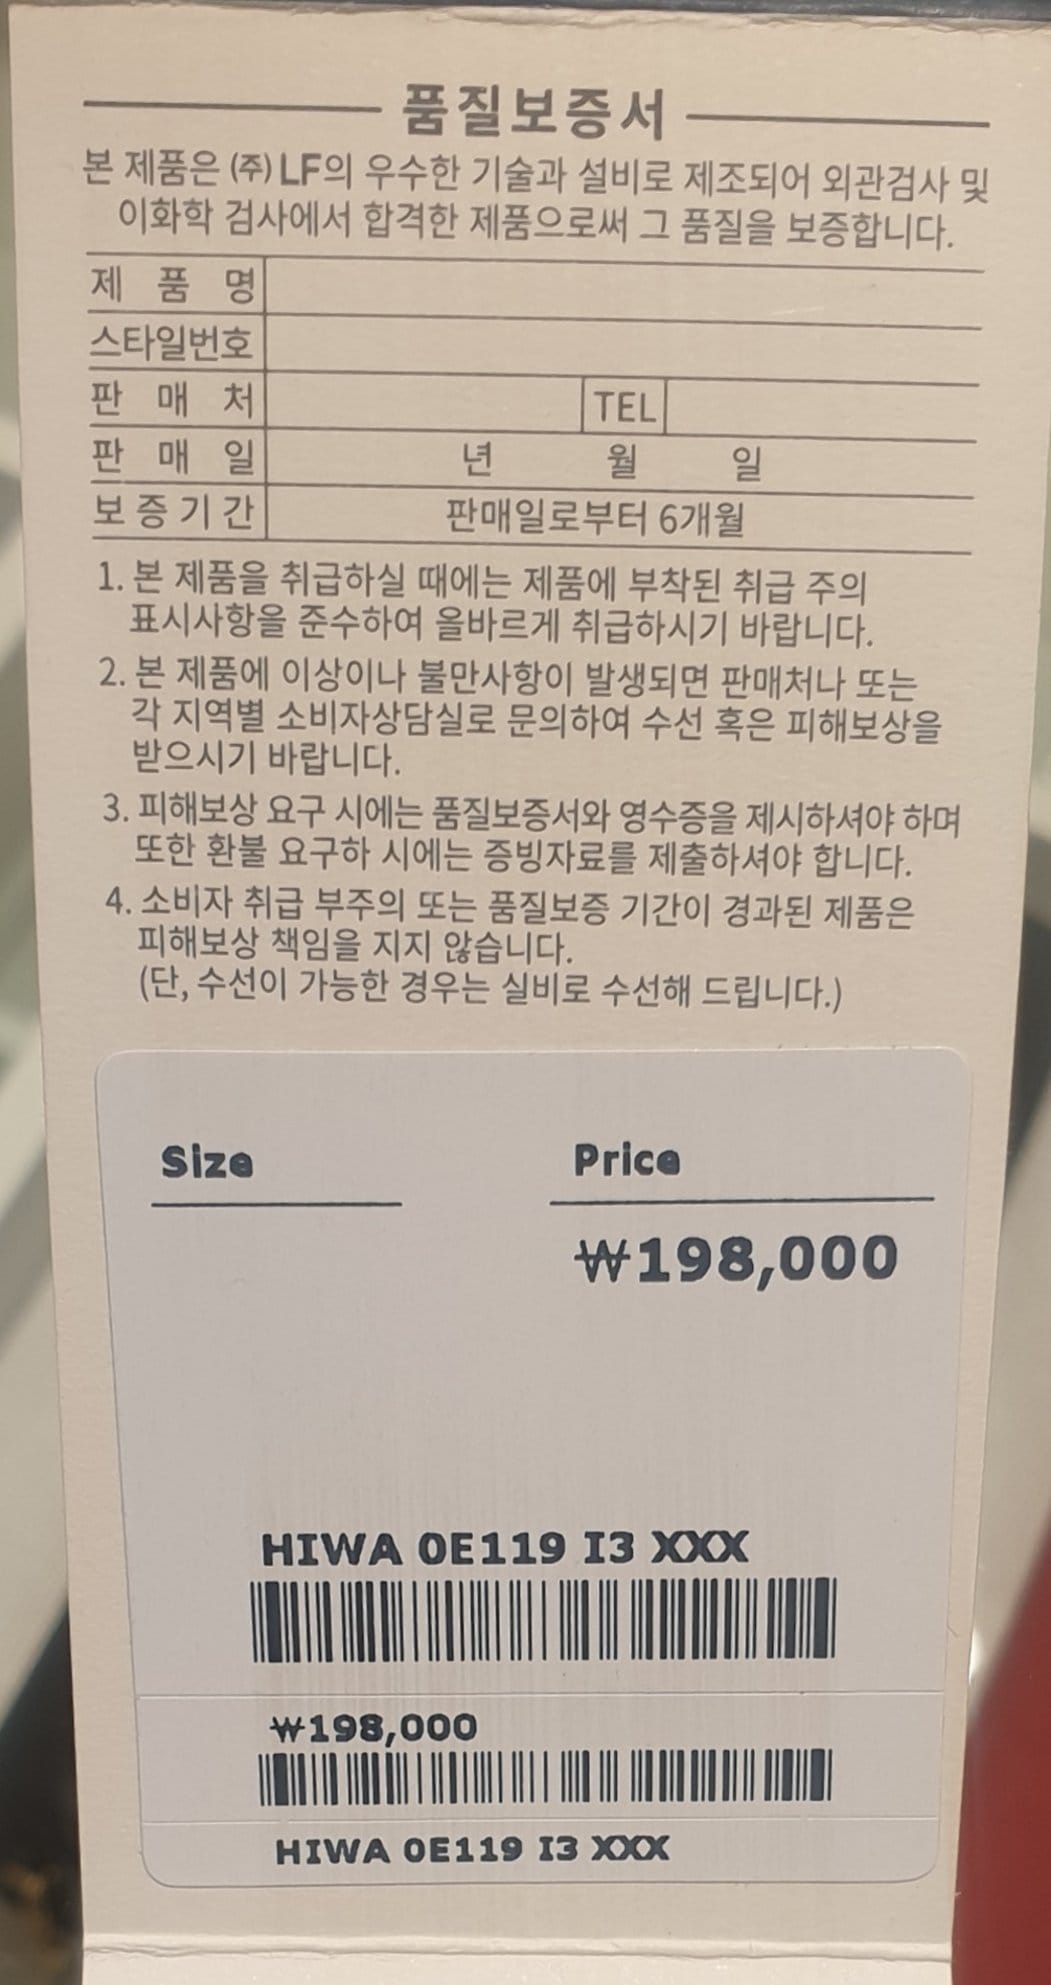 품질보증서
본 제품은 (주)LF의 우수한 기술과 설비로 제조되어 외관검사 및
이화학 검사에서 합격한 제품으로써 그 품질을 보증합니다.
제 품 명
스타일번호
판 매 처 TEL
판 매 일 년 월 일
보증기간 판매일로부터 6개월
1. 본 제품을 취급하실 때에는 제품에 부착된 취급 주의
표시사항을 준수하여 올바르게 취급하시기 바랍니다.
2. 본 제품에 이상이나 불만사항이 발생되면 판매처나 또는
각 지역별 소비자상담실로 문의하여 수선 혹은 피해보상을
받으시기 바랍니다.
3. 피해보상 요구 시에는 품질보증서와 영수증을 제시하셔야 하며
또한 환불 요구하 시에는 증빙자료를 제출하셔야 합니다.
4. 소비자 취급 부주의 또는 품질보증 기간이 경과된 제품은
피해보상 책임을 지지 않습니다.
(단, 수선이 가능한 경우는 실비로 수선해 드립니다.)
Size Price
₩198,000
HIWA 0E119 I3 XXX
₩198,000
HIWA 0E119 I3 XXX